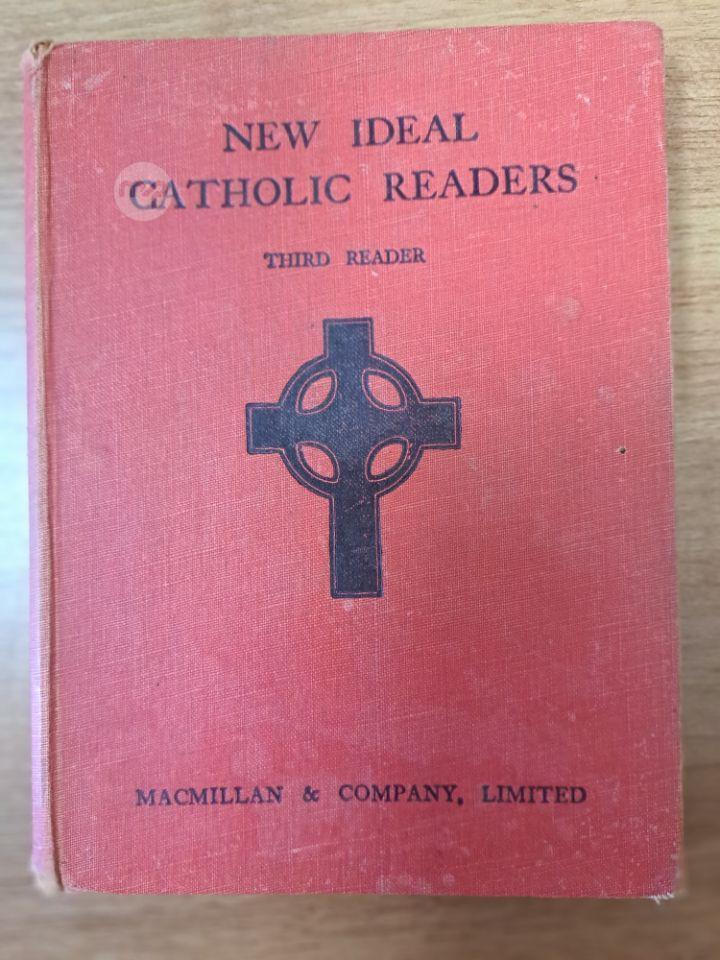 NEW IDEAL
CATHOLIC READERS
THIRD READER
MACMILLAN & COMPANY, LIMITED